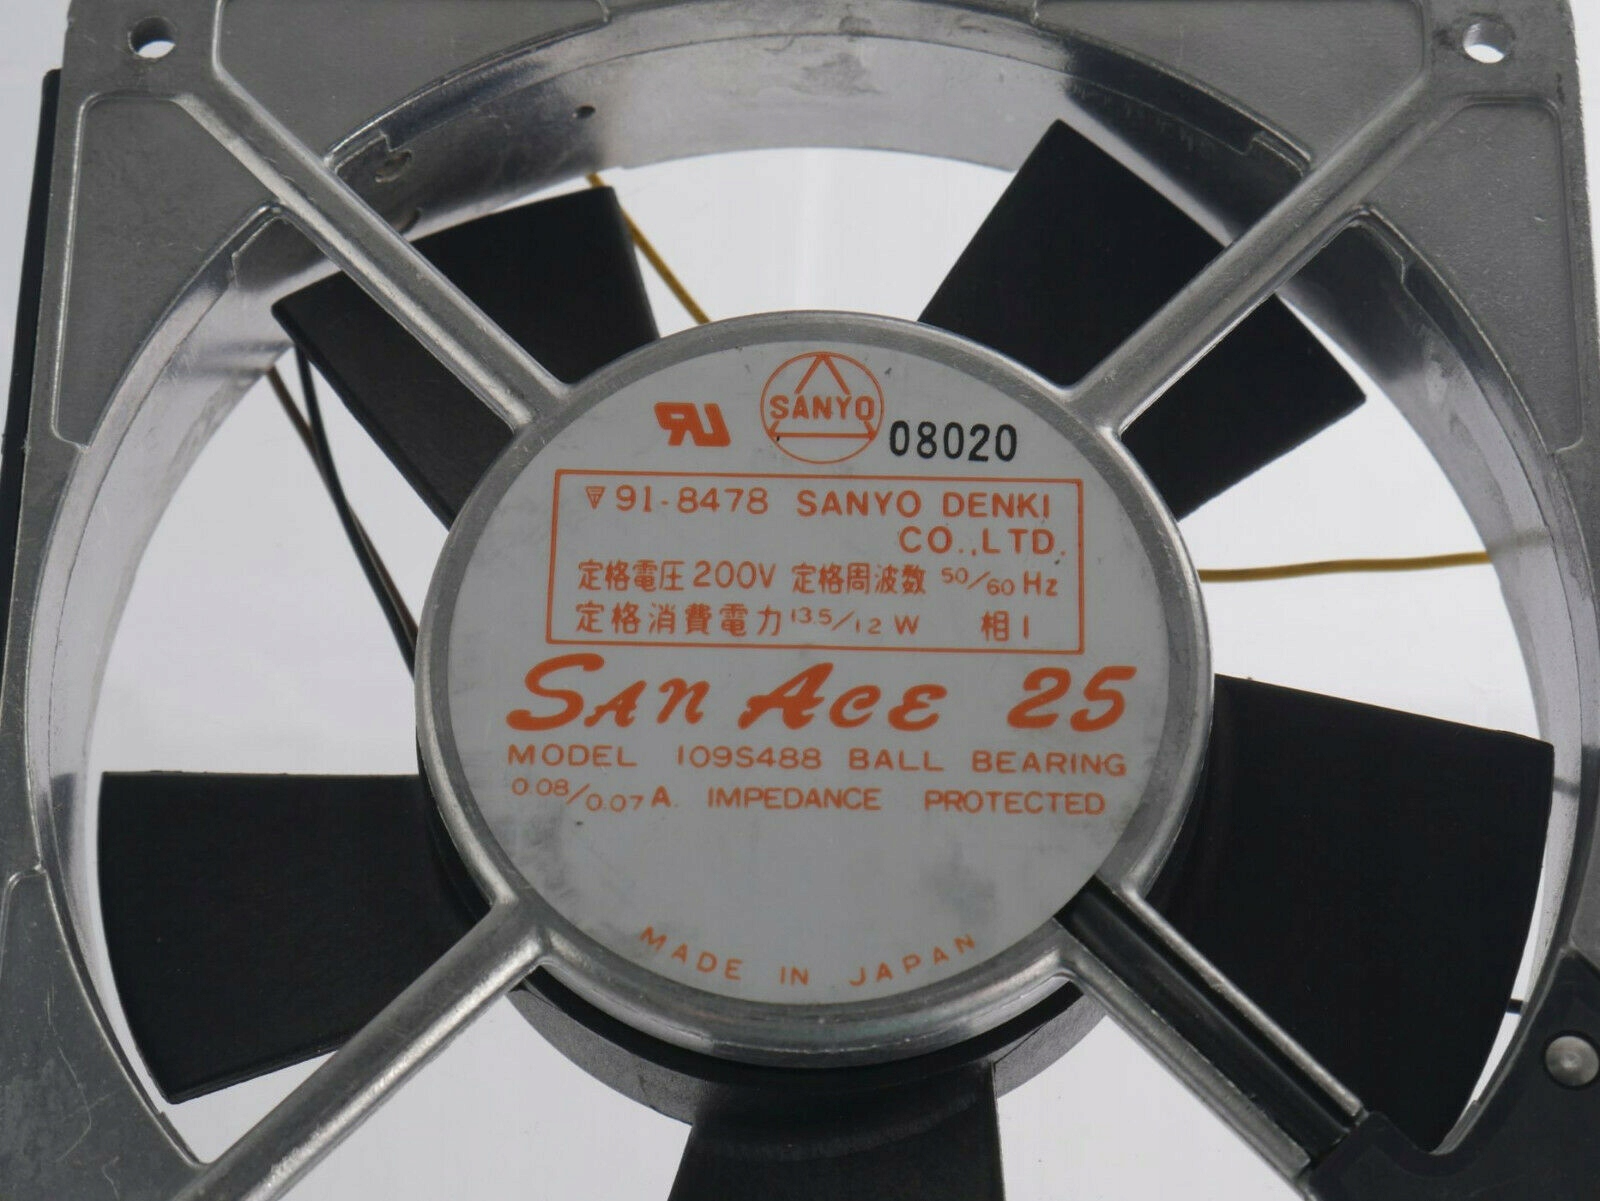 SANYO
08020
91-8478 SANYO DENKI
CO.,LTD.
定格電圧 200V 定格周波数 50/60 Hz
定格消費電力 13.5/12 W 相 1
SAN ACE 25
MODEL 109S488 BALL BEARING
0.08/0.07 A. IMPEDANCE PROTECTED
MADE IN JAPAN